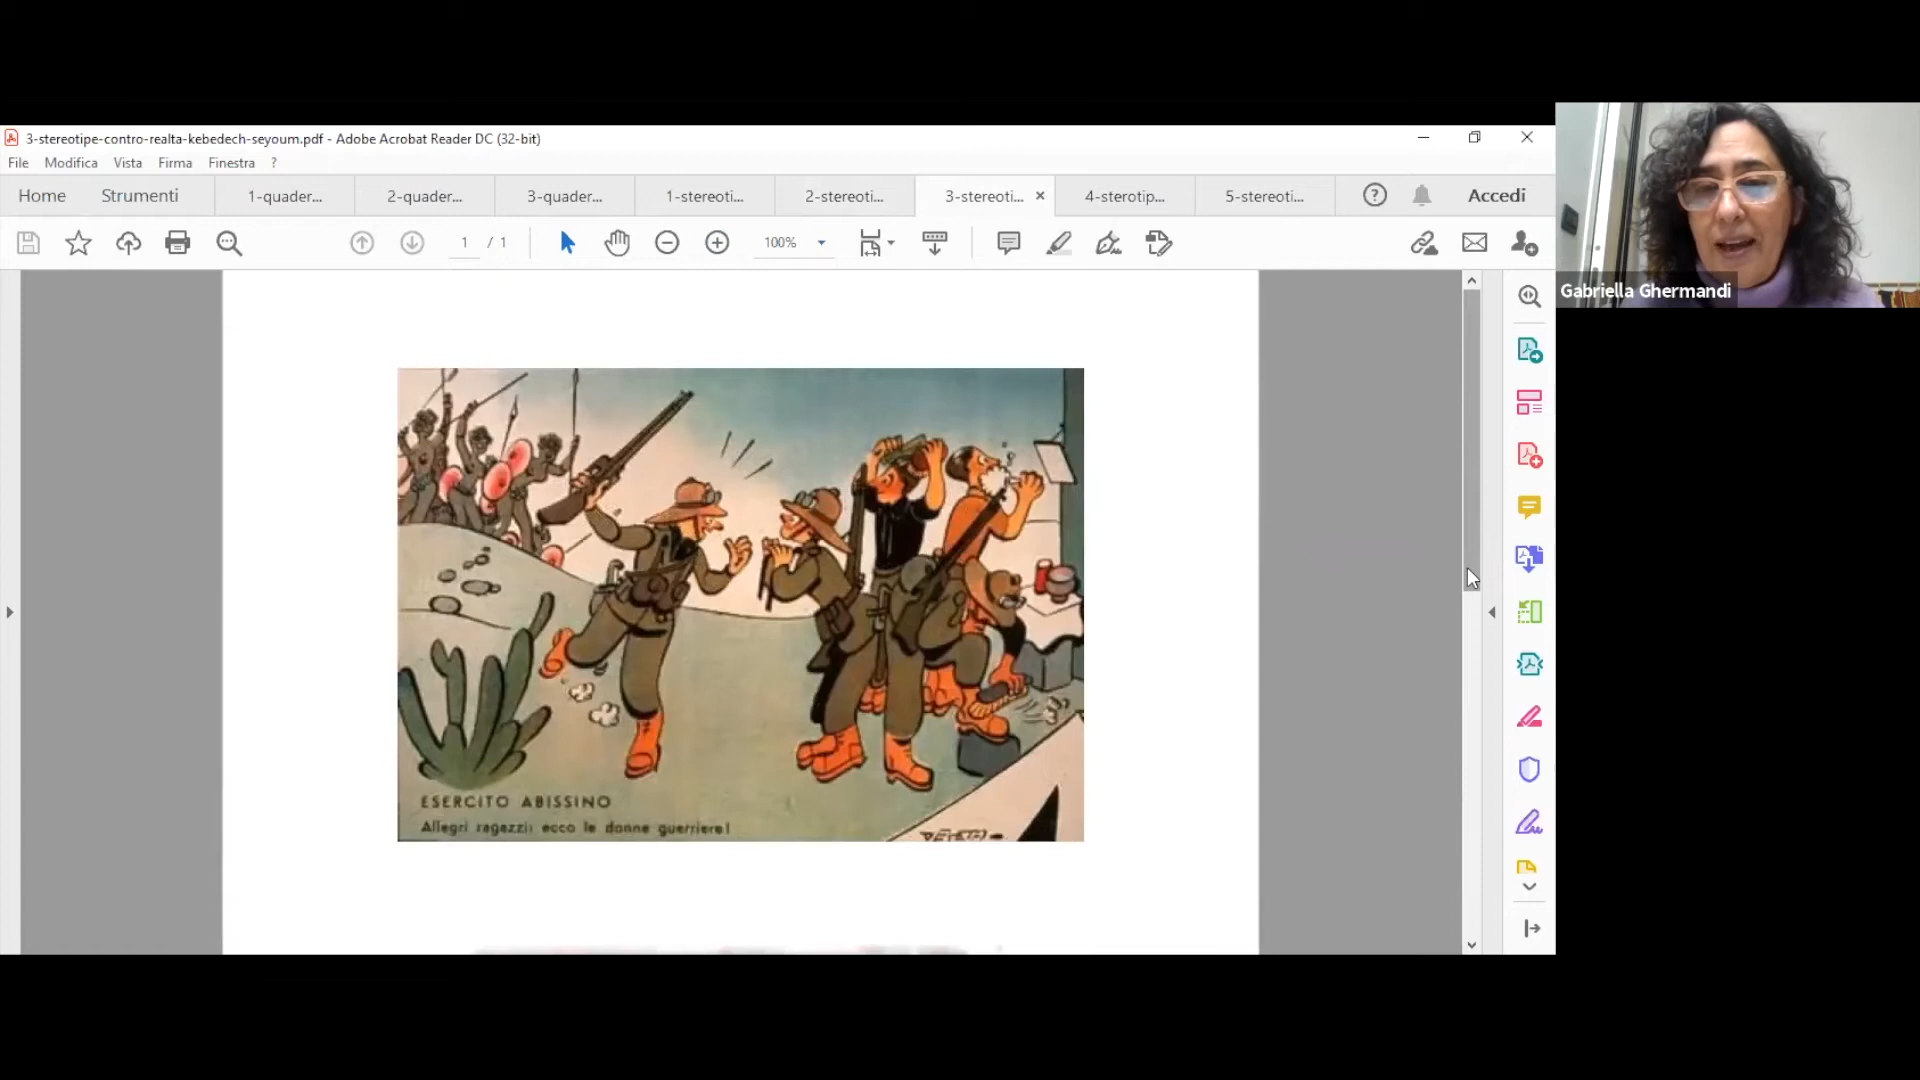 3-stereotipe-contro-realta-kebedech-seyoum.pdf - Adobe Acrobat Reader DC (32-bit)
File Modifica Vista Firma Finestra ?
Home Strumenti 1-quader... 2-quader... 3-quader... 1-stereoti... 2-stereoti... 3-stereoti... 4-sterotip... 5-stereoti... Accedi
1 / 1 100%
Gabriella Ghermandi
ESERCITO ABISSINO
Allegri ragazzi: ecco le donne guerriere!